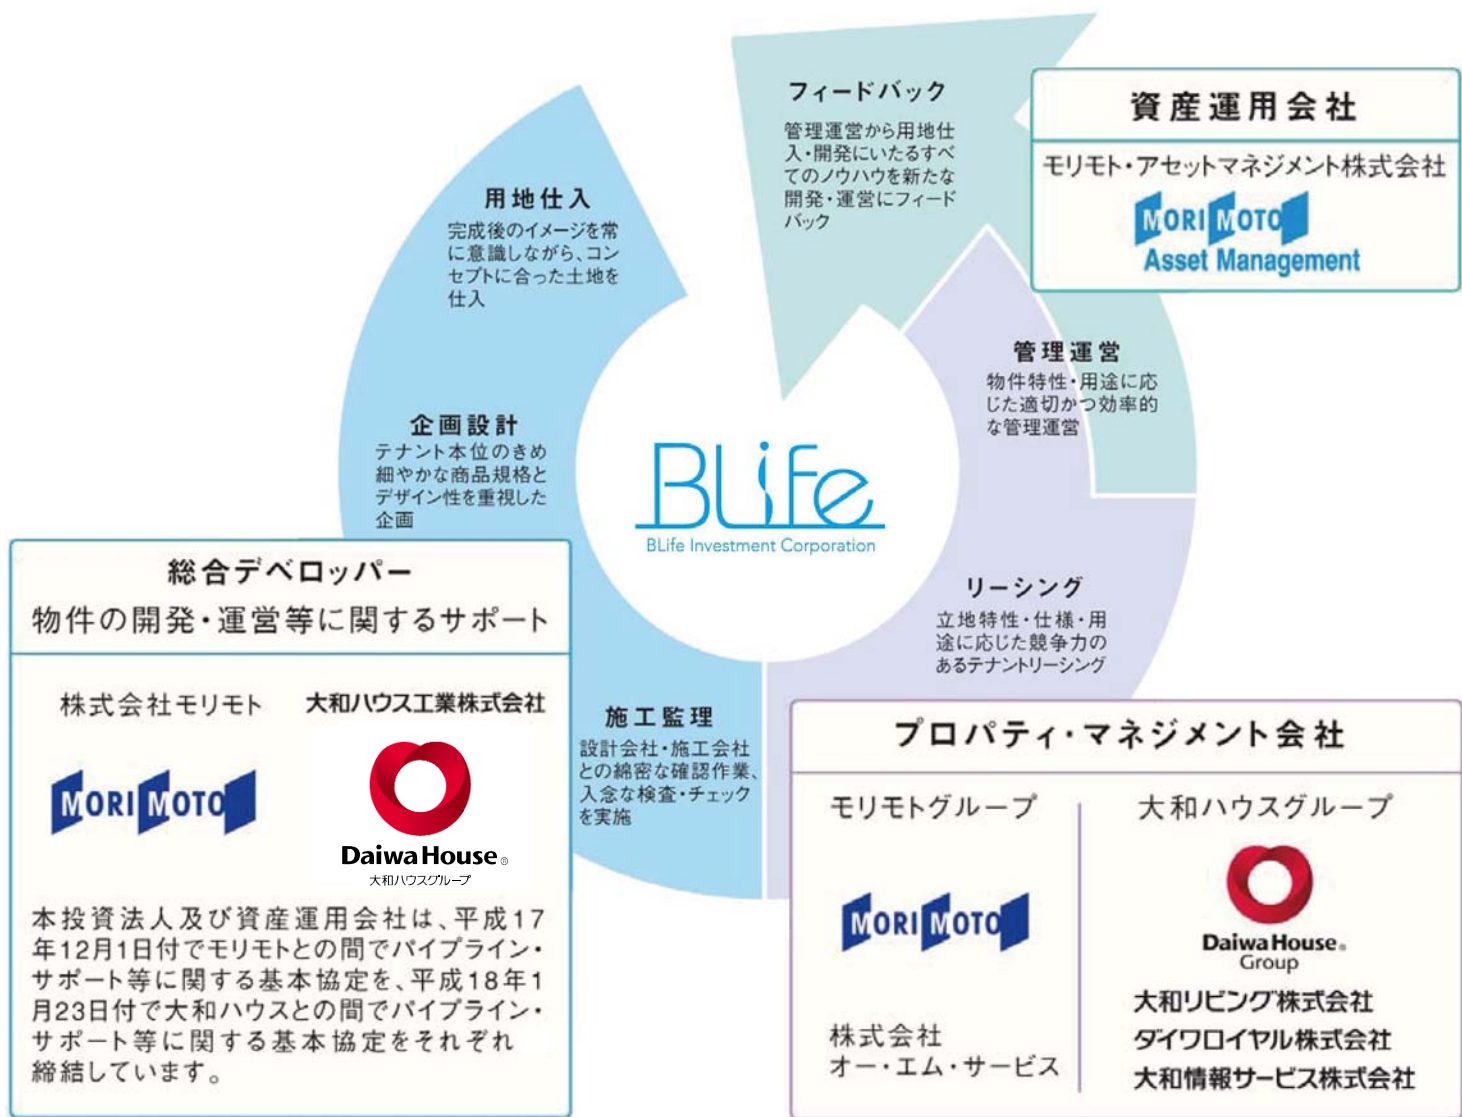 フィードバック
管理運営から用地仕
入・開発にいたるすべ
てのノウハウを新たな
開発・運営にフィード
バック
資産運用会社
モリモト・アセットマネジメント株式会社
MORIMOTO
Asset Management
用地仕入
完成後のイメージを常
に意識しながら、コン
セプトに合った土地を
仕入
管理運営
物件特性・用途に応
じた適切かつ効率的
な管理運営
企画設計
テナント本位のきめ
細やかな商品規格と
デザイン性を重視した
企画
BLife
BLife Investment Corporation
リーシング
立地特性・仕様・用
途に応じた競争力の
あるテナントリーシング
施工監理
設計会社・施工会社
との綿密な確認作業、
入念な検査・チェック
を実施
総合デベロッパー
物件の開発・運営等に関するサポート
株式会社モリモト
MORIMOTO
大和ハウス工業株式会社
Daiwa House®
大和ハウスグループ
本投資法人及び資産運用会社は、平成17
年12月1日付でモリモトとの間でパイプライン・
サポート等に関する基本協定を、平成18年1
月23日付で大和ハウスとの間でパイプライン・
サポート等に関する基本協定をそれぞれ
締結しています。
プロパティ・マネジメント会社
モリモトグループ
MORIMOTO
株式会社
オー・エム・サービス
大和ハウスグループ
Daiwa House®
Group
大和リビング株式会社
ダイワロイヤル株式会社
大和情報サービス株式会社